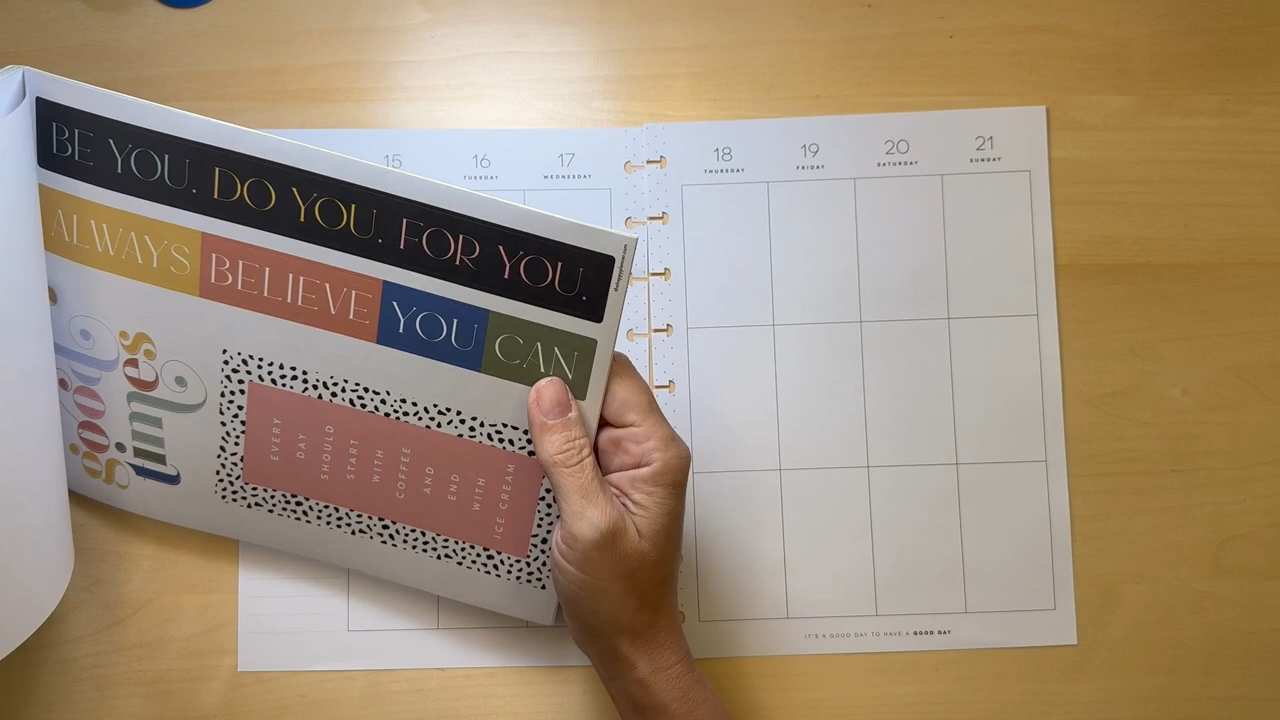 BE YOU. DO YOU. FOR YOU.
thehappyplanner.com
ALWAYS BELIEVE YOU CAN
good
times
EVERY
DAY
SHOULD
START
WITH
COFFEE
AND
END
WITH
ICE CREAM
15 16 17
TUESDAY WEDNESDAY
18 19 20 21
THURSDAY FRIDAY SATURDAY SUNDAY
IT'S A GOOD DAY TO HAVE A GOOD DAY